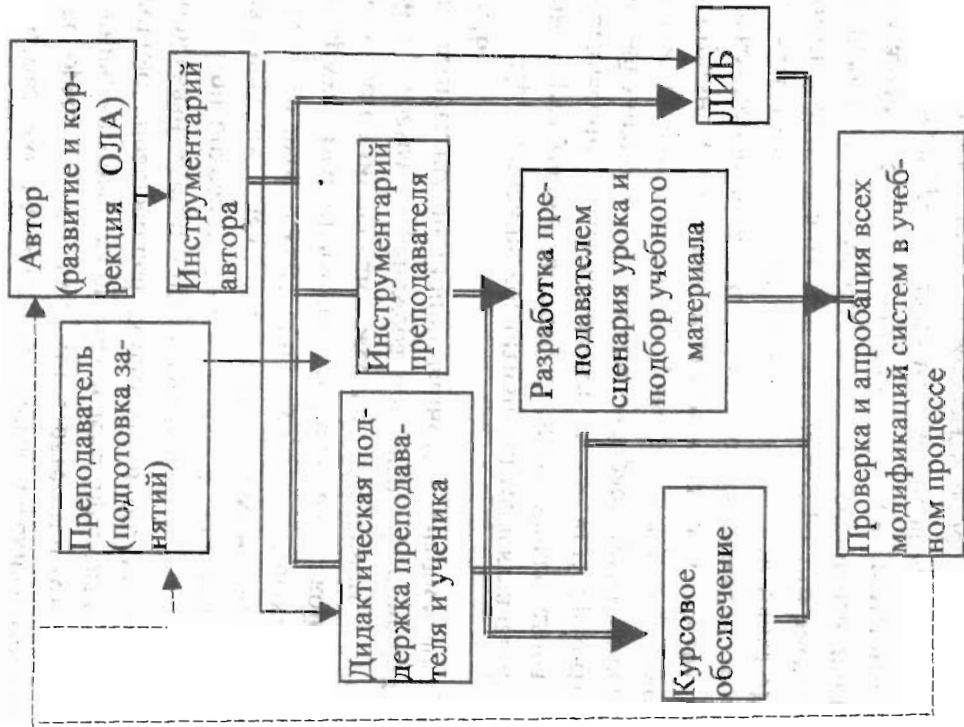 Автор
(развитие и кор-
рекция ОЛА)
Преподаватель
(подготовка за-
нятий)
Инструментарий
автора
Дидактическая под-
держка преподава-
теля и ученика
Инструментарий
преподавателя
ЛИБ
Курсовое
обеспечение
Разработка пре-
подавателем
сценария урока и
подбор учебного
материала
Проверка и апробация всех
модификаций систем в учеб-
ном процессе